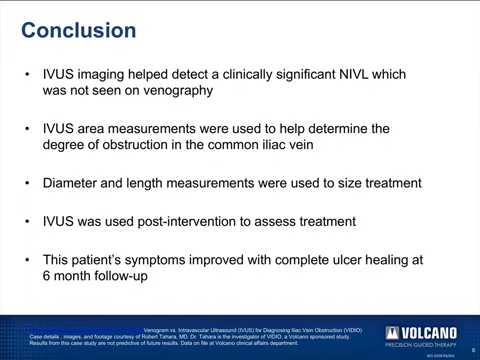 Conclusion
• IVUS imaging helped detect a clinically significant NIVL which
was not seen on venography
• IVUS area measurements were used to help determine the
degree of obstruction in the common iliac vein
• Diameter and length measurements were used to size treatment
• IVUS was used post-intervention to assess treatment
• This patient's symptoms improved with complete ulcer healing at
6 month follow-up
Venogram vs. Intravascular Ultrasound (IVUS) for Diagnosing Iliac Vein Obstruction (VIDIO)
Case details , images, and footage courtesy of Robert Tahara, MD. Dr. Tahara is the investigator of VIDIO, a Volcano sponsored study.
Results from this case study are not predictive of future results. Data on file at Volcano clinical affairs department.
VOLCANO
PRECISION GUIDED THERAPY
8